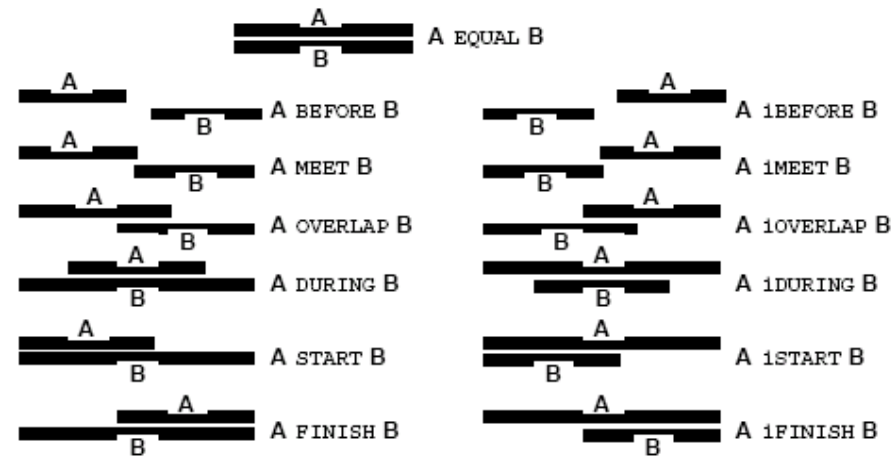 A
A EQUAL B
B
A
A BEFORE B
B
A
A MEET B
B
A
A OVERLAP B
B
A
A DURING B
B
A
A START B
B
A
A FINISH B
B
A
A iBEFORE B
B
A
A iMEET B
B
A
A iOVERLAP B
B
A
A iDURING B
B
A
A iSTART B
B
A
A iFINISH B
B